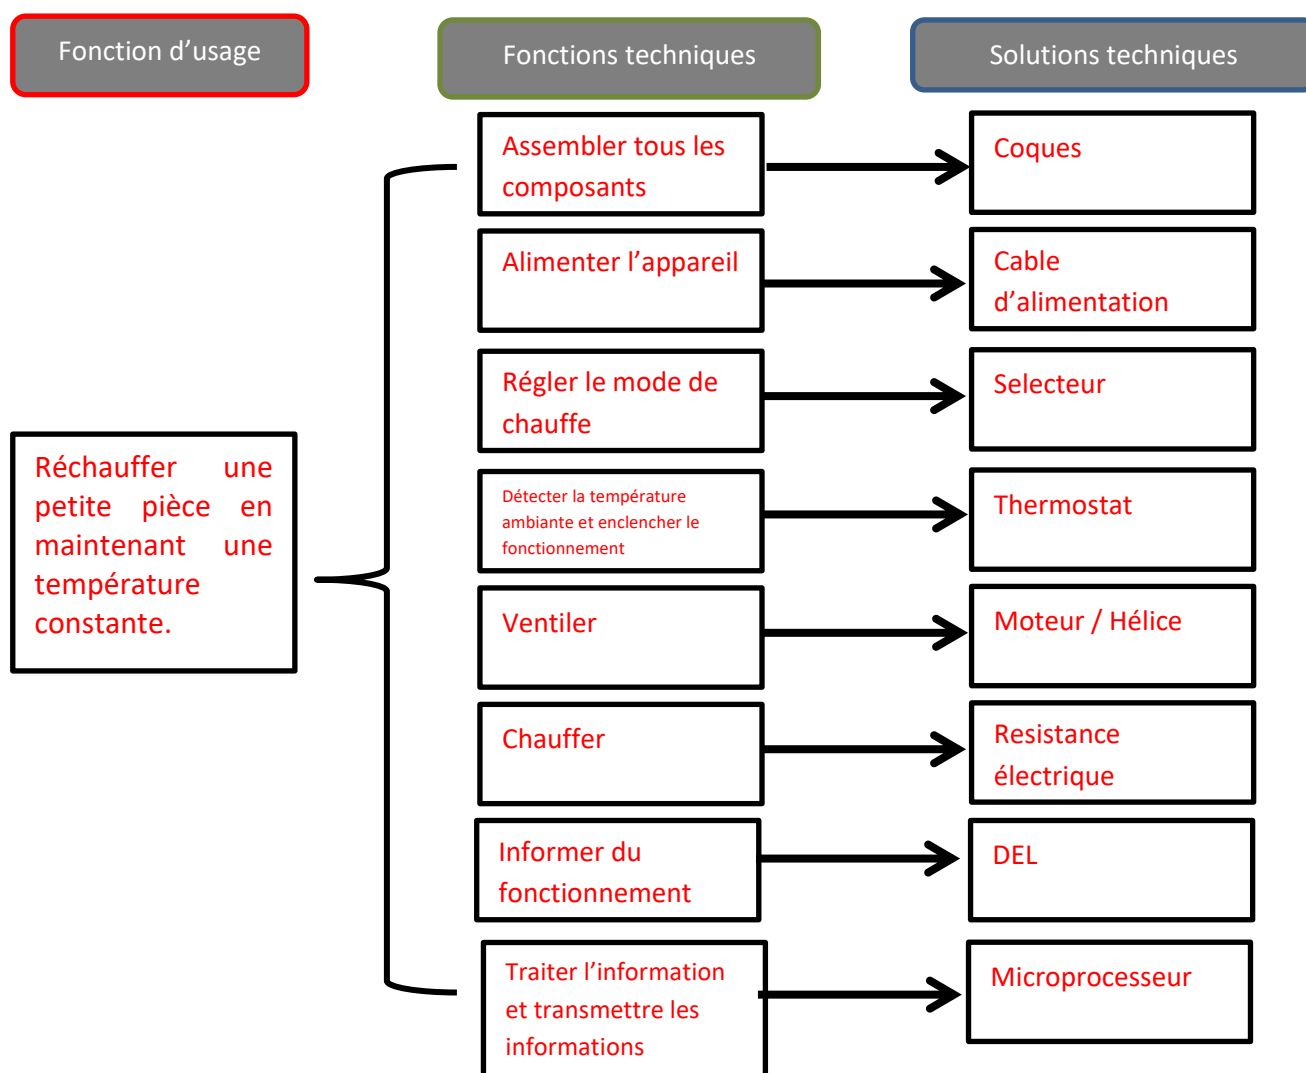 Fonction d’usage
Fonctions techniques
Solutions techniques
Assembler tous les
composants
Coques
Alimenter l’appareil
Cable
d’alimentation
Régler le mode de
chauffe
Selecteur
Réchauffer une
petite pièce en
maintenant une
température
constante.
Détecter la température
ambiante et enclencher le
fonctionnement
Thermostat
Ventiler
Moteur / Hélice
Chauffer
Resistance
électrique
Informer du
fonctionnement
DEL
Traiter l’information
et transmettre les
informations
Microprocesseur